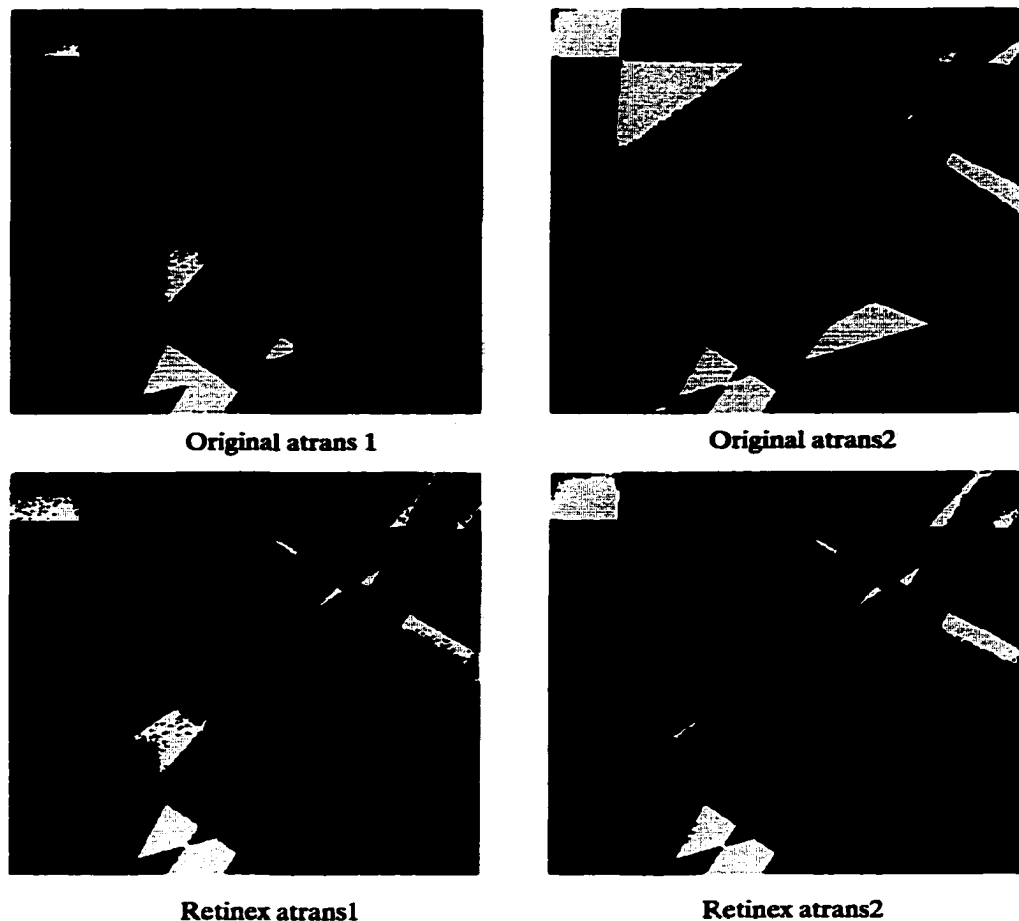 Original atrans 1
Original atrans2
Retinex atrans1
Retinex atrans2